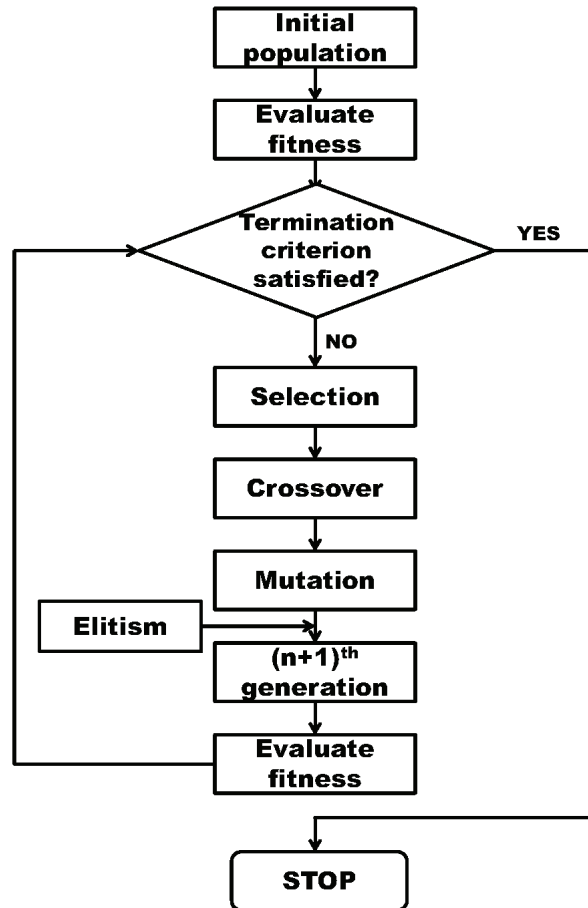 Initial
population
Evaluate
fitness
Termination
criterion
satisfied?
YES
NO
Selection
Crossover
Mutation
Elitism
(n+1)th
generation
Evaluate
fitness
STOP